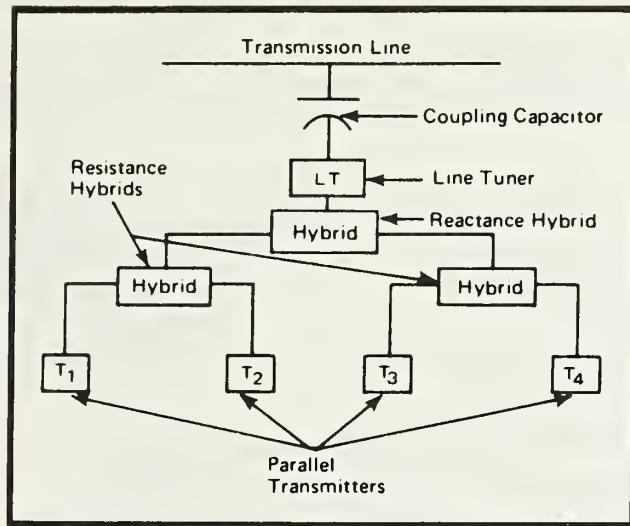 Transmission Line
Coupling Capacitor
Resistance
Hybrids
LT
Line Tuner
Reactance Hybrid
Hybrid
Hybrid
Hybrid
T1
T2
T3
T4
Parallel
Transmitters